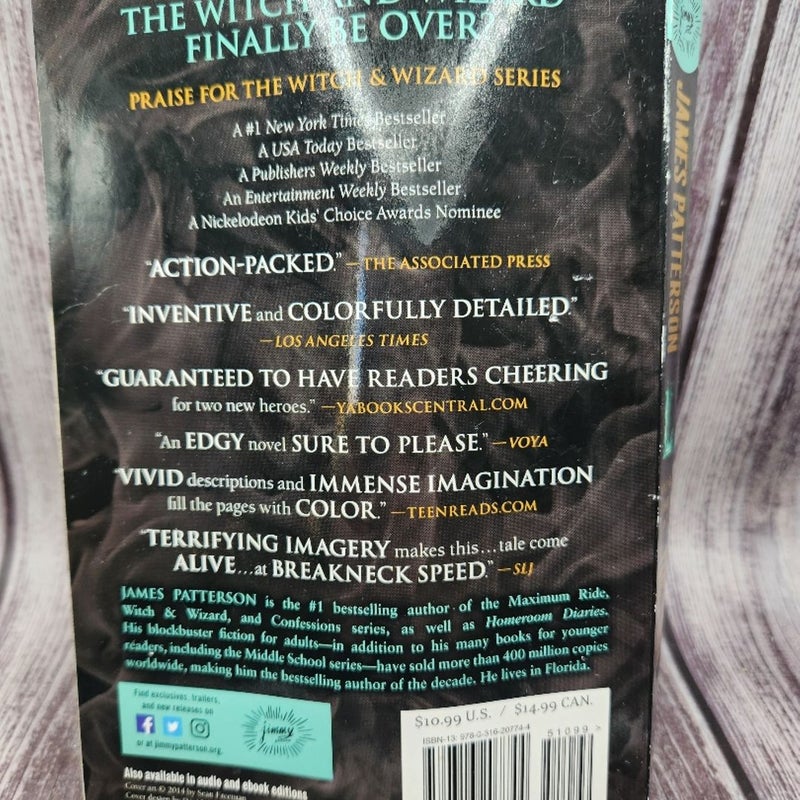 THE WITCH AND WIZARD
FINALLY BE OVER?
PRAISE FOR THE WITCH & WIZARD SERIES
A #1 New York Times Bestseller
A USA Today Bestseller
A Publishers Weekly Bestseller
An Entertainment Weekly Bestseller
A Nickelodeon Kids' Choice Awards Nominee
"ACTION-PACKED." —THE ASSOCIATED PRESS
"INVENTIVE and COLORFULLY DETAILED."
—LOS ANGELES TIMES
"GUARANTEED TO HAVE READERS CHEERING
for two new heroes." —YABOOKSCENTRAL.COM
"An EDGY novel SURE TO PLEASE." —VOYA
"VIVID descriptions and IMMENSE IMAGINATION
fill the pages with COLOR." —TEENREADS.COM
"TERRIFYING IMAGERY makes this...tale come
ALIVE...at BREAKNECK SPEED." —SLJ
JAMES PATTERSON is the #1 bestselling author of the Maximum Ride,
Witch & Wizard, and Confessions series, as well as Homeroom Diaries.
His blockbuster fiction for adults—in addition to his many books for younger
readers, including the Middle School series—have sold more than 400 million copies
worldwide, making him the bestselling author of the decade. He lives in Florida.
Find exclusives, trailers,
and new releases on
or at jimmypatterson.org.
jimmy
$10.99 U.S. / $14.99 CAN.
ISBN-13: 978-0-316-20774-4
51099 >
Also available in audio and ebook editions
Cover art © 2014 by Sean Freeman
Cover design by
JAMES PATTERSON